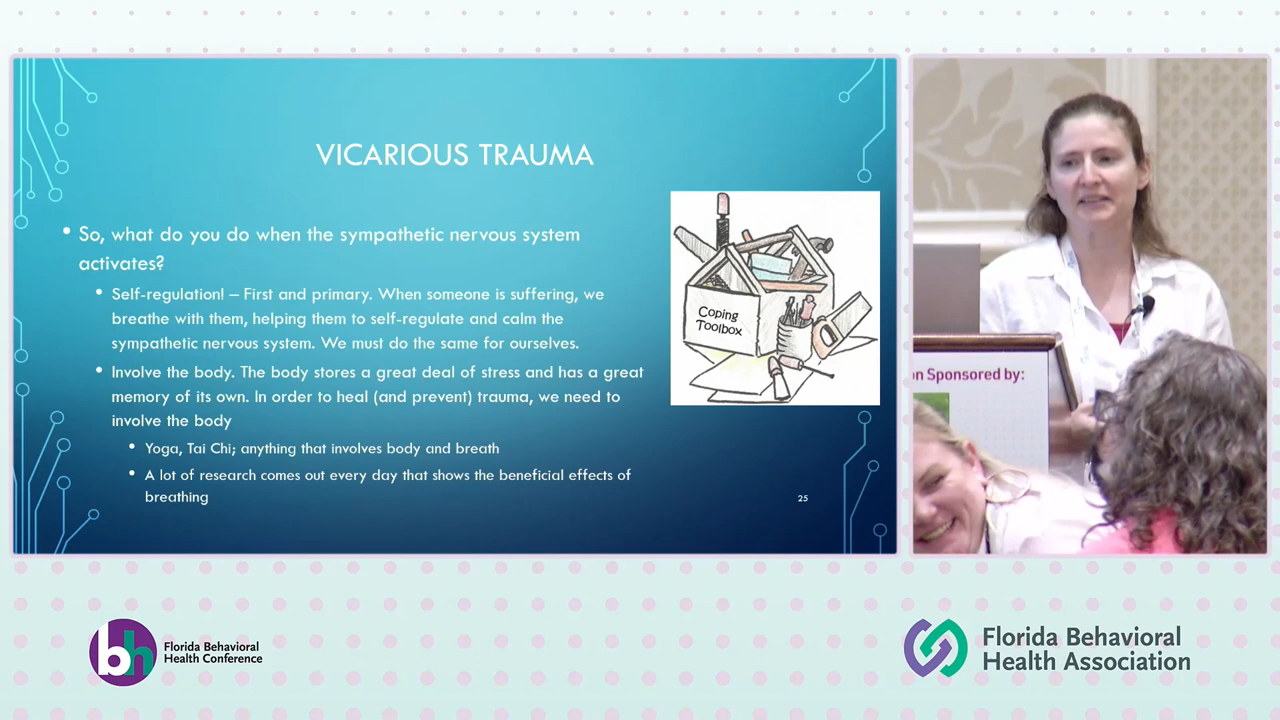 VICARIOUS TRAUMA
• So, what do you do when the sympathetic nervous system
activates?
• Self-regulation! – First and primary. When someone is suffering, we
breathe with them, helping them to self-regulate and calm the
sympathetic nervous system. We must do the same for ourselves.
• Involve the body. The body stores a great deal of stress and has a great
memory of its own. In order to heal (and prevent) trauma, we need to
involve the body
• Yoga, Tai Chi; anything that involves body and breath
• A lot of research comes out every day that shows the beneficial effects of
breathing
Coping
Toolbox
25
n Sponsored by:
bh
Florida Behavioral
Health Conference
Florida Behavioral
Health Association